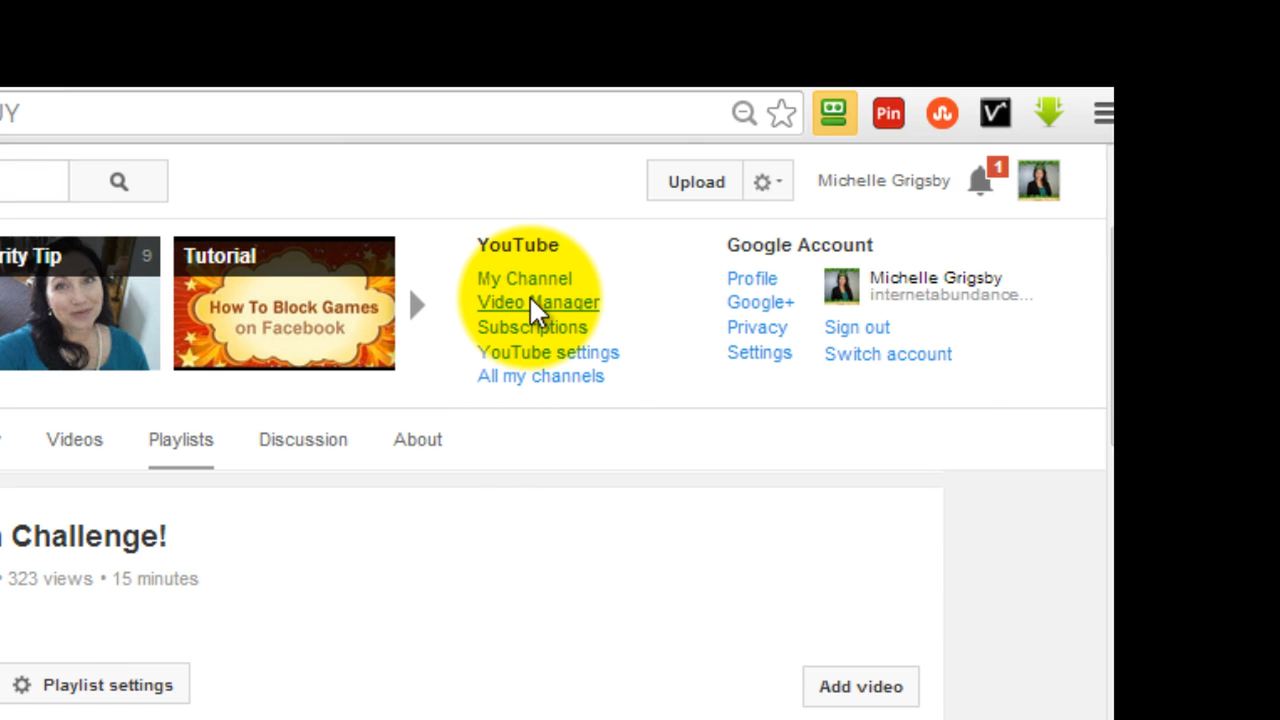 JY
Pin
Upload
Michelle Grigsby
1
rity Tip
9
Tutorial
How To Block Games
on Facebook
YouTube
My Channel
Video Manager
Subscriptions
YouTube settings
All my channels
Google Account
Profile
Google+
Privacy
Settings
Michelle Grigsby
internetabundance...
Sign out
Switch account
Videos
Playlists
Discussion
About
Challenge!
• 323 views • 15 minutes
Playlist settings
Add video